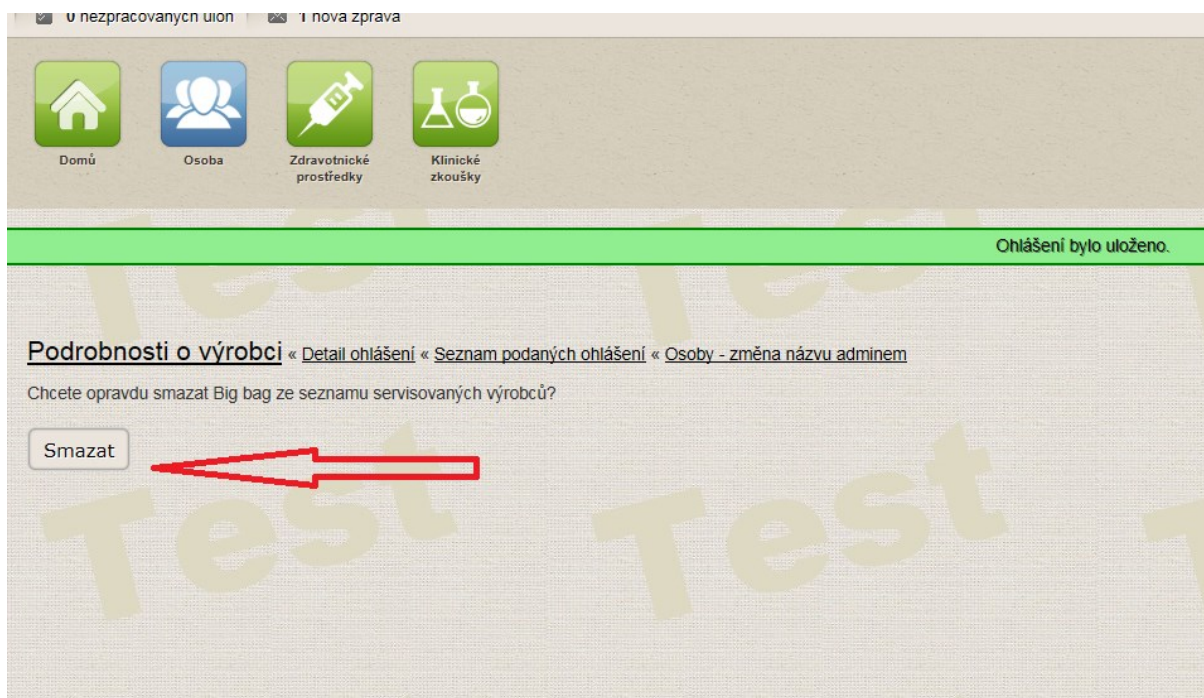 0 nezpracovaných úloh 1 nová zpráva
Domů
Osoba
Zdravotnické
prostředky
Klinické
zkoušky
Ohlášení bylo uloženo.
Podrobnosti o výrobci « Detail ohlášení « Seznam podaných ohlášení « Osoby - změna názvu adminem
Chcete opravdu smazat Big bag ze seznamu servisovaných výrobců?
Smazat
Test
Test
Test
Test